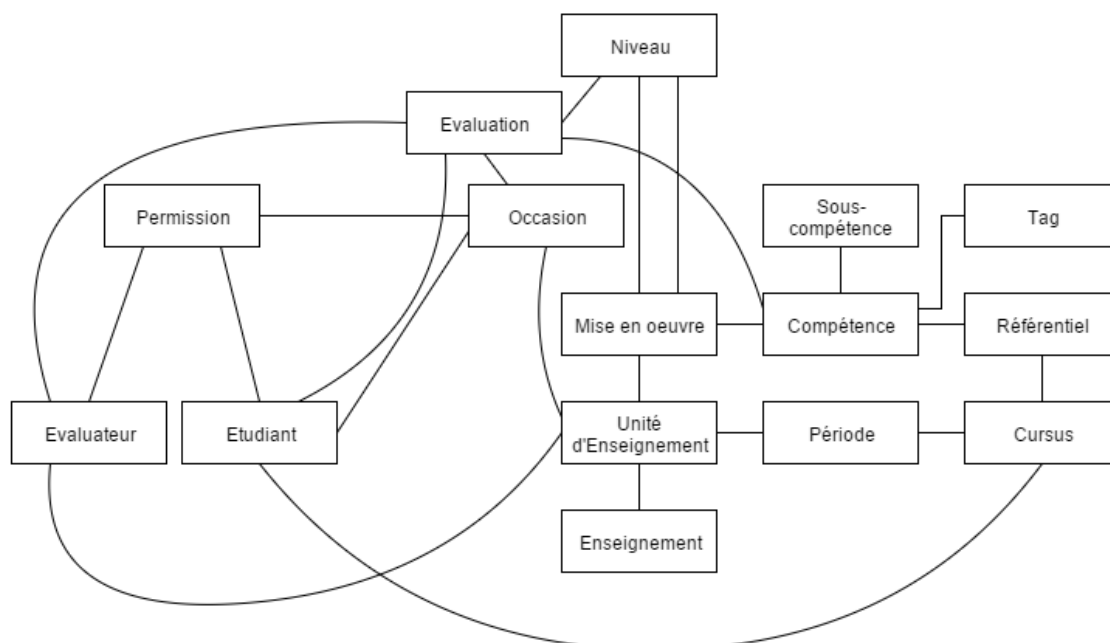 Niveau
Evaluation
Permission
Occasion
Sous-
compétence
Tag
Mise en oeuvre
Compétence
Référentiel
Evaluateur
Etudiant
Unité
d'Enseignement
Période
Cursus
Enseignement